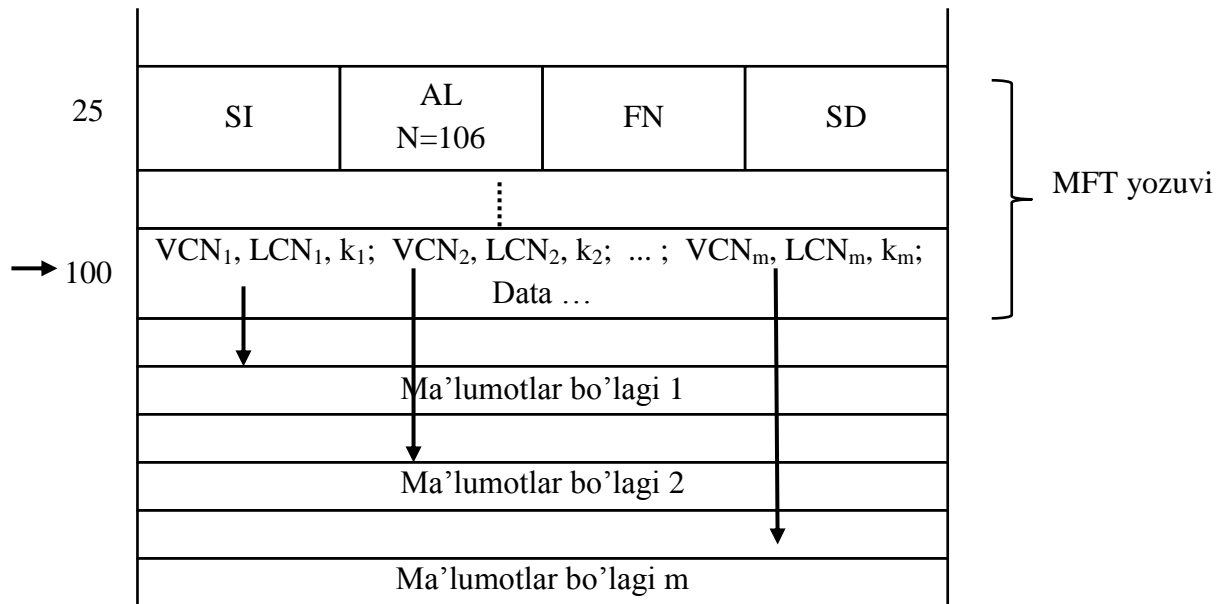 25
SI
AL
N=106
FN
SD
MFT yozuvi
100
VCN₁, LCN₁, k₁; VCN₂, LCN₂, k₂; ... ; VCNₘ, LCNₘ, kₘ;
Data …
Ma’lumotlar bo’lagi 1
Ma’lumotlar bo’lagi 2
Ma’lumotlar bo’lagi m